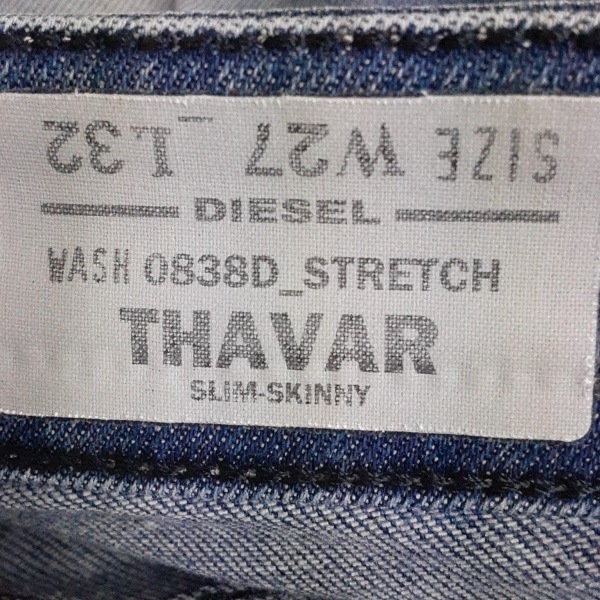 SIZE W27_L32
DIESEL
WASH 0838D_STRETCH
THAVAR
SLIM-SKINNY